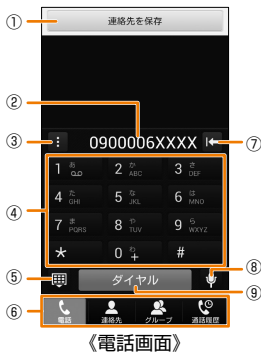 ① 連絡先を保存
②
③ 0900006XXXX ⑦
④
1 あ 2 か ABC 3 さ DEF
4 た GHI 5 な JKL 6 は MNO
7 ま PQRS 8 や TUV 9 ら WXYZ
* 0 わ + #
⑤ ダイヤル ⑧
⑨
⑥ 電話 連絡先 グループ 通話履歴
《電話画面》